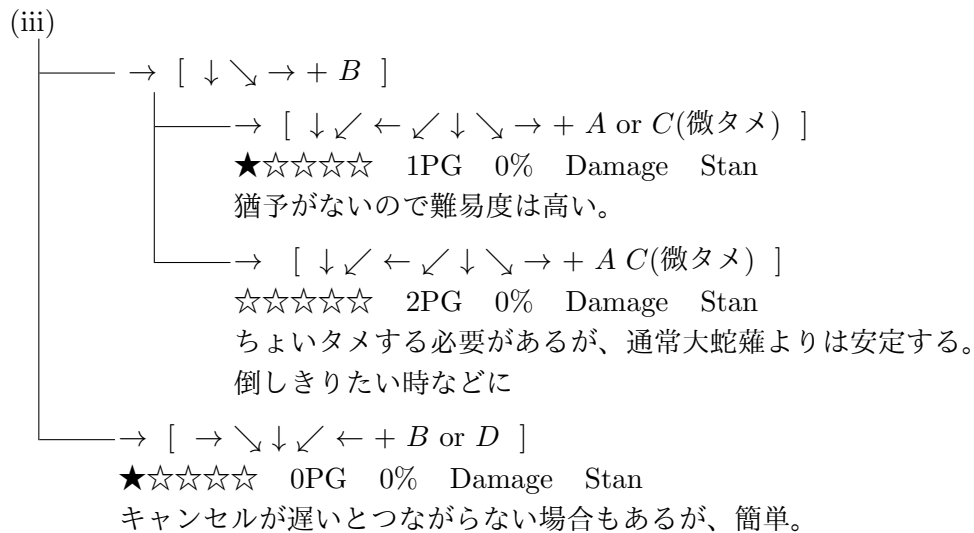 (iii)
→ [ ↓ ↘ → + B ]
→ [ ↓ ↙ ← ↙ ↓ ↘ → + A or C(微タメ) ]
★☆☆☆☆ 1PG 0% Damage Stan
猶予がないので難易度は高い。
→ [ ↓ ↙ ← ↙ ↓ ↘ → + A C(微タメ) ]
☆☆☆☆☆ 2PG 0% Damage Stan
ちょいタメする必要があるが、通常大蛇薙よりは安定する。
倒しきりたい時などに
→ [ → ↘ ↓ ↙ ← + B or D ]
★☆☆☆☆ 0PG 0% Damage Stan
キャンセルが遅いとつながらない場合もあるが、簡単。